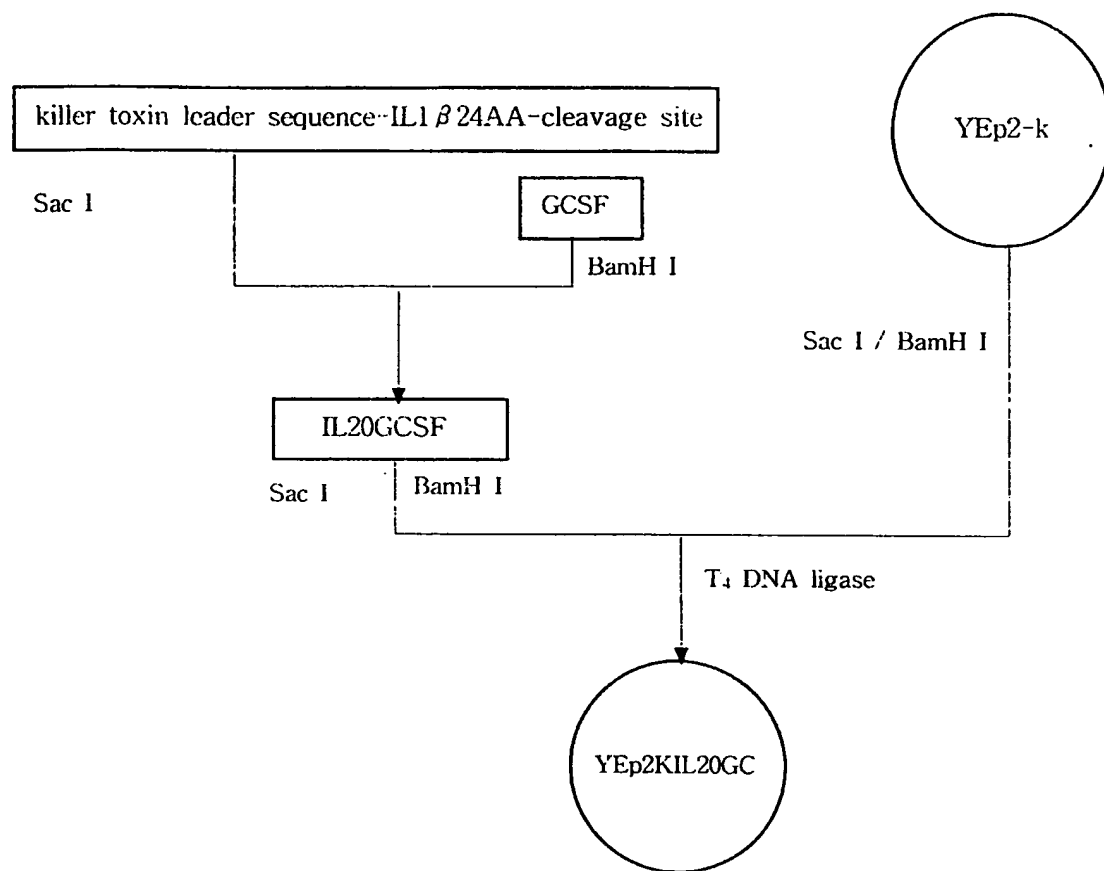 killer toxin leader sequence--IL1β24AA-cleavage site
YEp2-k
Sac I
GCSF
BamH I
Sac I / BamH I
IL20GCSF
Sac I
BamH I
T4 DNA ligase
YEp2KIL20GC